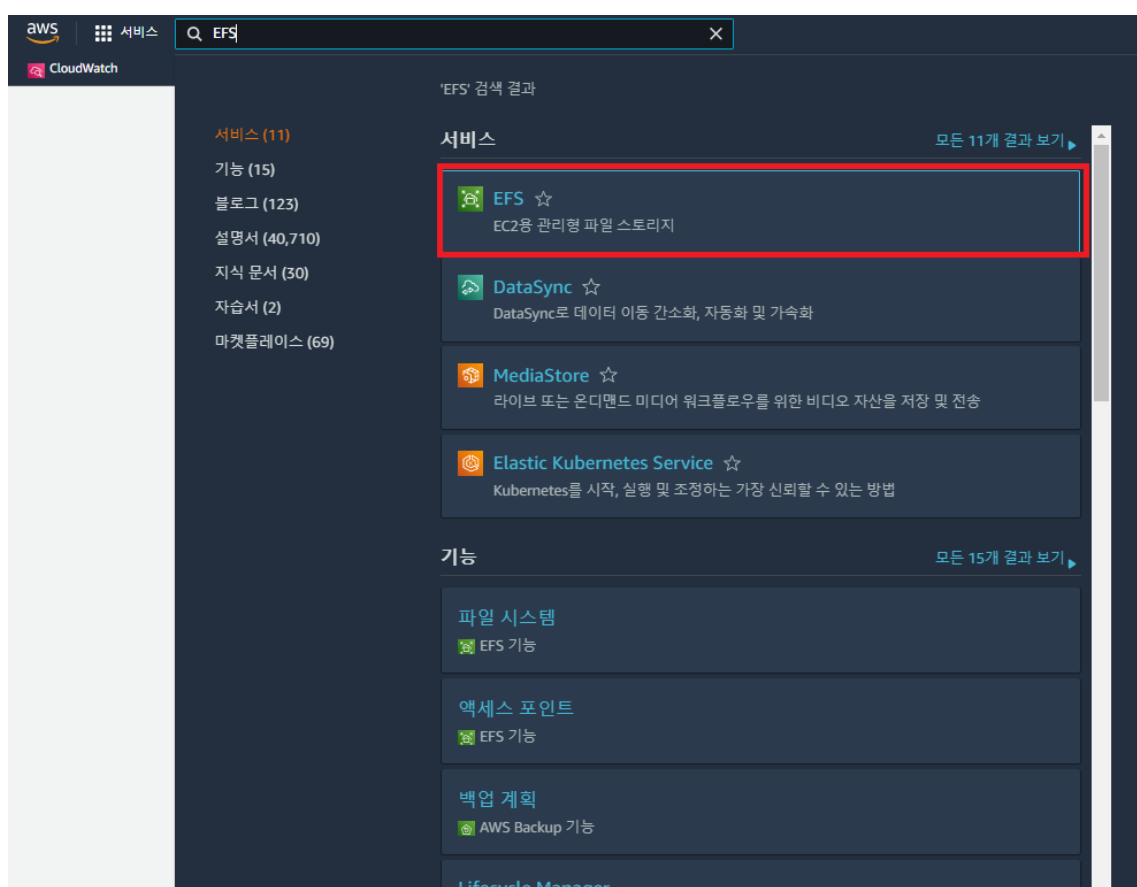 aws
서비스
EFS
CloudWatch
'EFS' 검색 결과
서비스 (11)
기능 (15)
블로그 (123)
설명서 (40,710)
지식 문서 (30)
자습서 (2)
마켓플레이스 (69)
서비스
모든 11개 결과 보기
EFS
EC2용 관리형 파일 스토리지
DataSync
DataSync로 데이터 이동 간소화, 자동화 및 가속화
MediaStore
라이브 또는 온디맨드 미디어 워크플로우를 위한 비디오 자산을 저장 및 전송
Elastic Kubernetes Service
Kubernetes를 시작, 실행 및 조정하는 가장 신뢰할 수 있는 방법
기능
모든 15개 결과 보기
파일 시스템
EFS 기능
액세스 포인트
EFS 기능
백업 계획
AWS Backup 기능
Lifecycle Manager